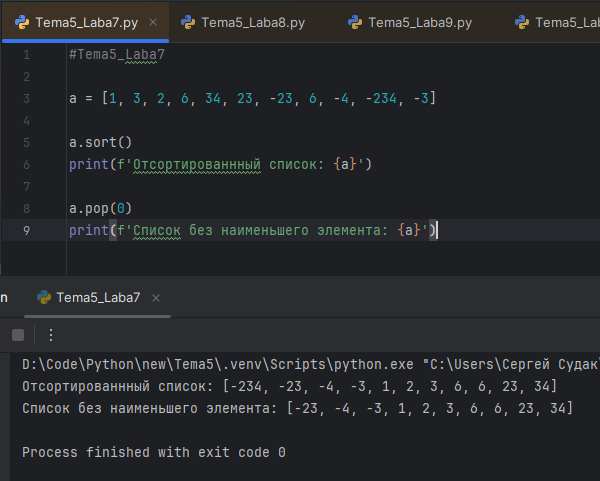 Tema5_Laba7.py × Tema5_Laba8.py Tema5_Laba9.py Tema5_La
1 #Tema5_Laba7
2
3 a = [1, 3, 2, 6, 34, 23, -23, 6, -4, -234, -3]
4
5 a.sort()
6 print(f'Отсортированнный список: {a}')
7
8 a.pop(0)
9 print(f'Список без наименьшего элемента: {a}')
n Tema5_Laba7 ×
D:\Code\Python\new\Tema5\.venv\Scripts\python.exe "C:\Users\Сергей Судак\
Отсортированнный список: [-234, -23, -4, -3, 1, 2, 3, 6, 6, 23, 34]
Список без наименьшего элемента: [-23, -4, -3, 1, 2, 3, 6, 6, 23, 34]
Process finished with exit code 0